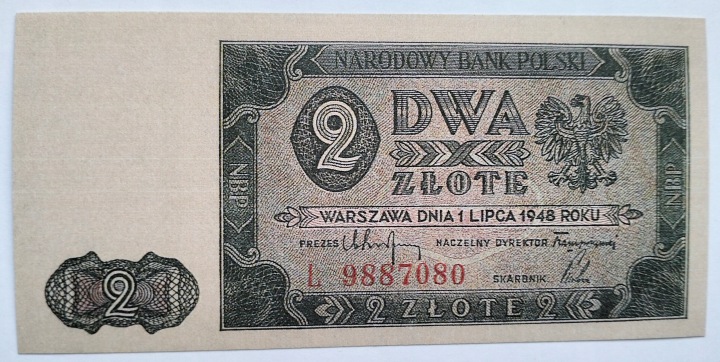 NARODOWY BANK POLSKI
2 DWA
ZŁOTE
NBP
NBP
WARSZAWA DNIA 1 LIPCA 1948 ROKU
PREZES NACZELNY DYREKTOR
L 9887080 SKARBNIK
2
2 ZŁOTE 2